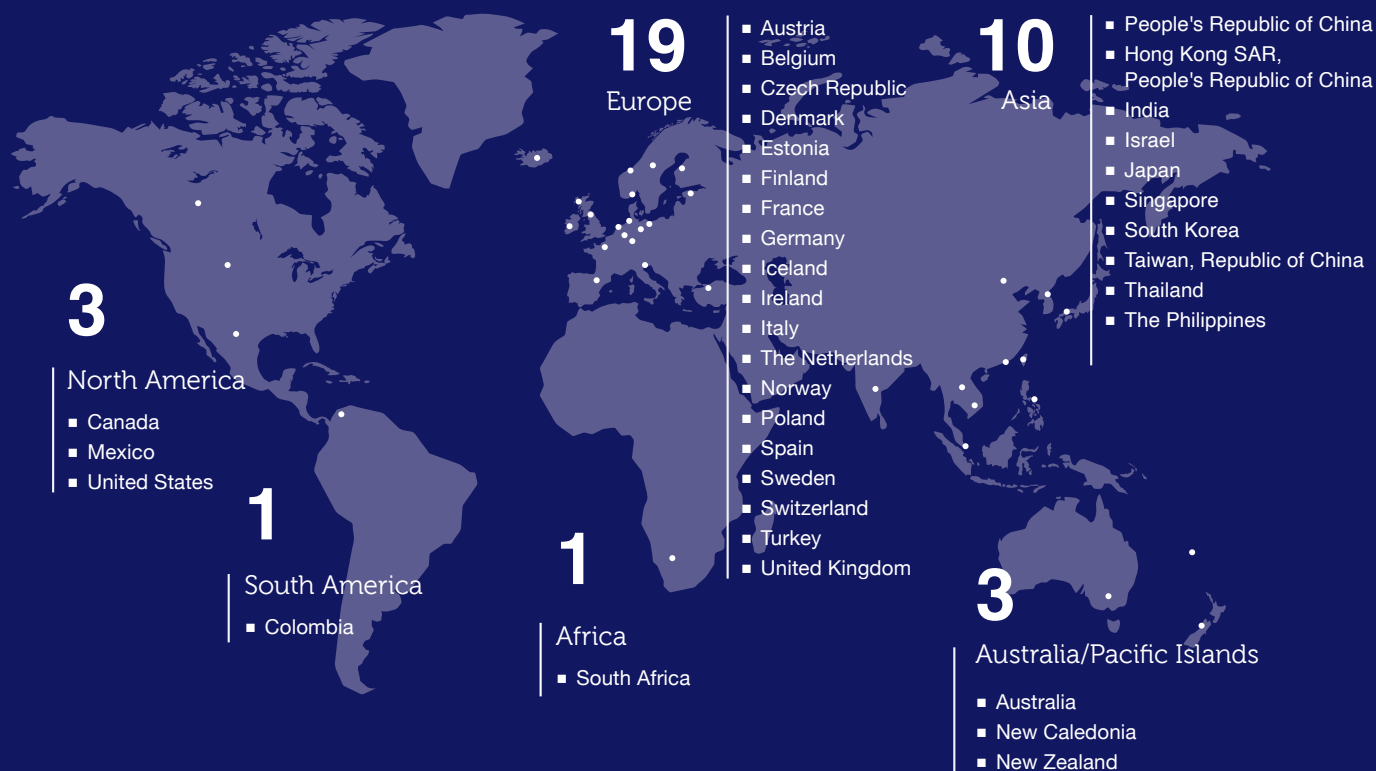 3
North America
■ Canada
■ Mexico
■ United States
1
South America
■ Colombia
19
Europe
■ Austria
■ Belgium
■ Czech Republic
■ Denmark
■ Estonia
■ Finland
■ France
■ Germany
■ Iceland
■ Ireland
■ Italy
■ The Netherlands
■ Norway
■ Poland
■ Spain
■ Sweden
■ Switzerland
■ Turkey
■ United Kingdom
1
Africa
■ South Africa
10
Asia
■ People's Republic of China
■ Hong Kong SAR,
People's Republic of China
■ India
■ Israel
■ Japan
■ Singapore
■ South Korea
■ Taiwan, Republic of China
■ Thailand
■ The Philippines
3
Australia/Pacific Islands
■ Australia
■ New Caledonia
■ New Zealand